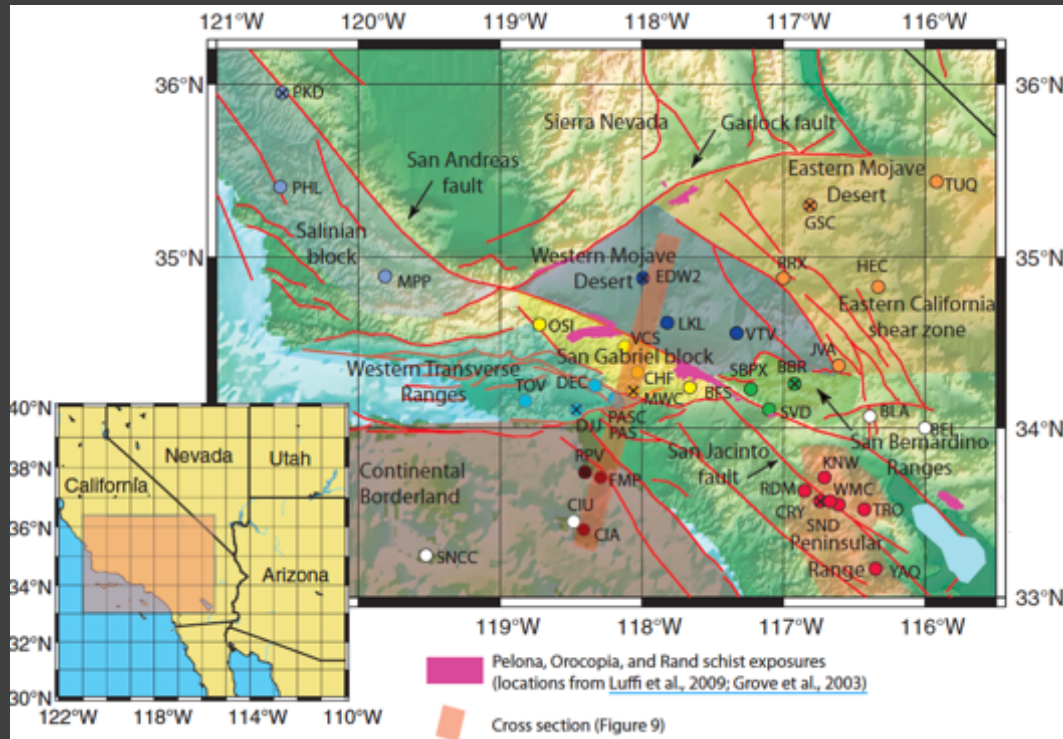 121°W
120°W
119°W
118°W
117°W
116°W
36°N
36°N
PKD
Sierra Nevada
Garlock fault
San Andreas
fault
Eastern Mojave
Desert
TUQ
PHL
GSC
Salinian
block
35°N
35°N
Western Mojave
Desert
EDW2
RRX
HEC
MPP
Eastern California
shear zone
OSI
LKL
VTV
VCS
San Gabriel block
JVA
Western Transverse
Ranges
TOV
DEC
CHF
MWC
BFS
SBPX
BBR
SVD
DJJ
PASC
PAS
BLA
BEL
34°N
34°N
San Bernardino
Ranges
San Jacinto
fault
Continental
Borderland
RPV
FMP
CIU
CIA
SNCC
KNW
RDM
WMC
CRY
SND
TRO
Peninsular
Range
YAQ
33°N
33°N
119°W
118°W
117°W
116°W
40°N
38°N
36°N
34°N
32°N
30°N
Nevada
Utah
California
Arizona
122°W
118°W
114°W
110°W
Pelona, Orocopia, and Rand schist exposures
(locations from Luffi et al., 2009; Grove et al., 2003)
Cross section (Figure 9)